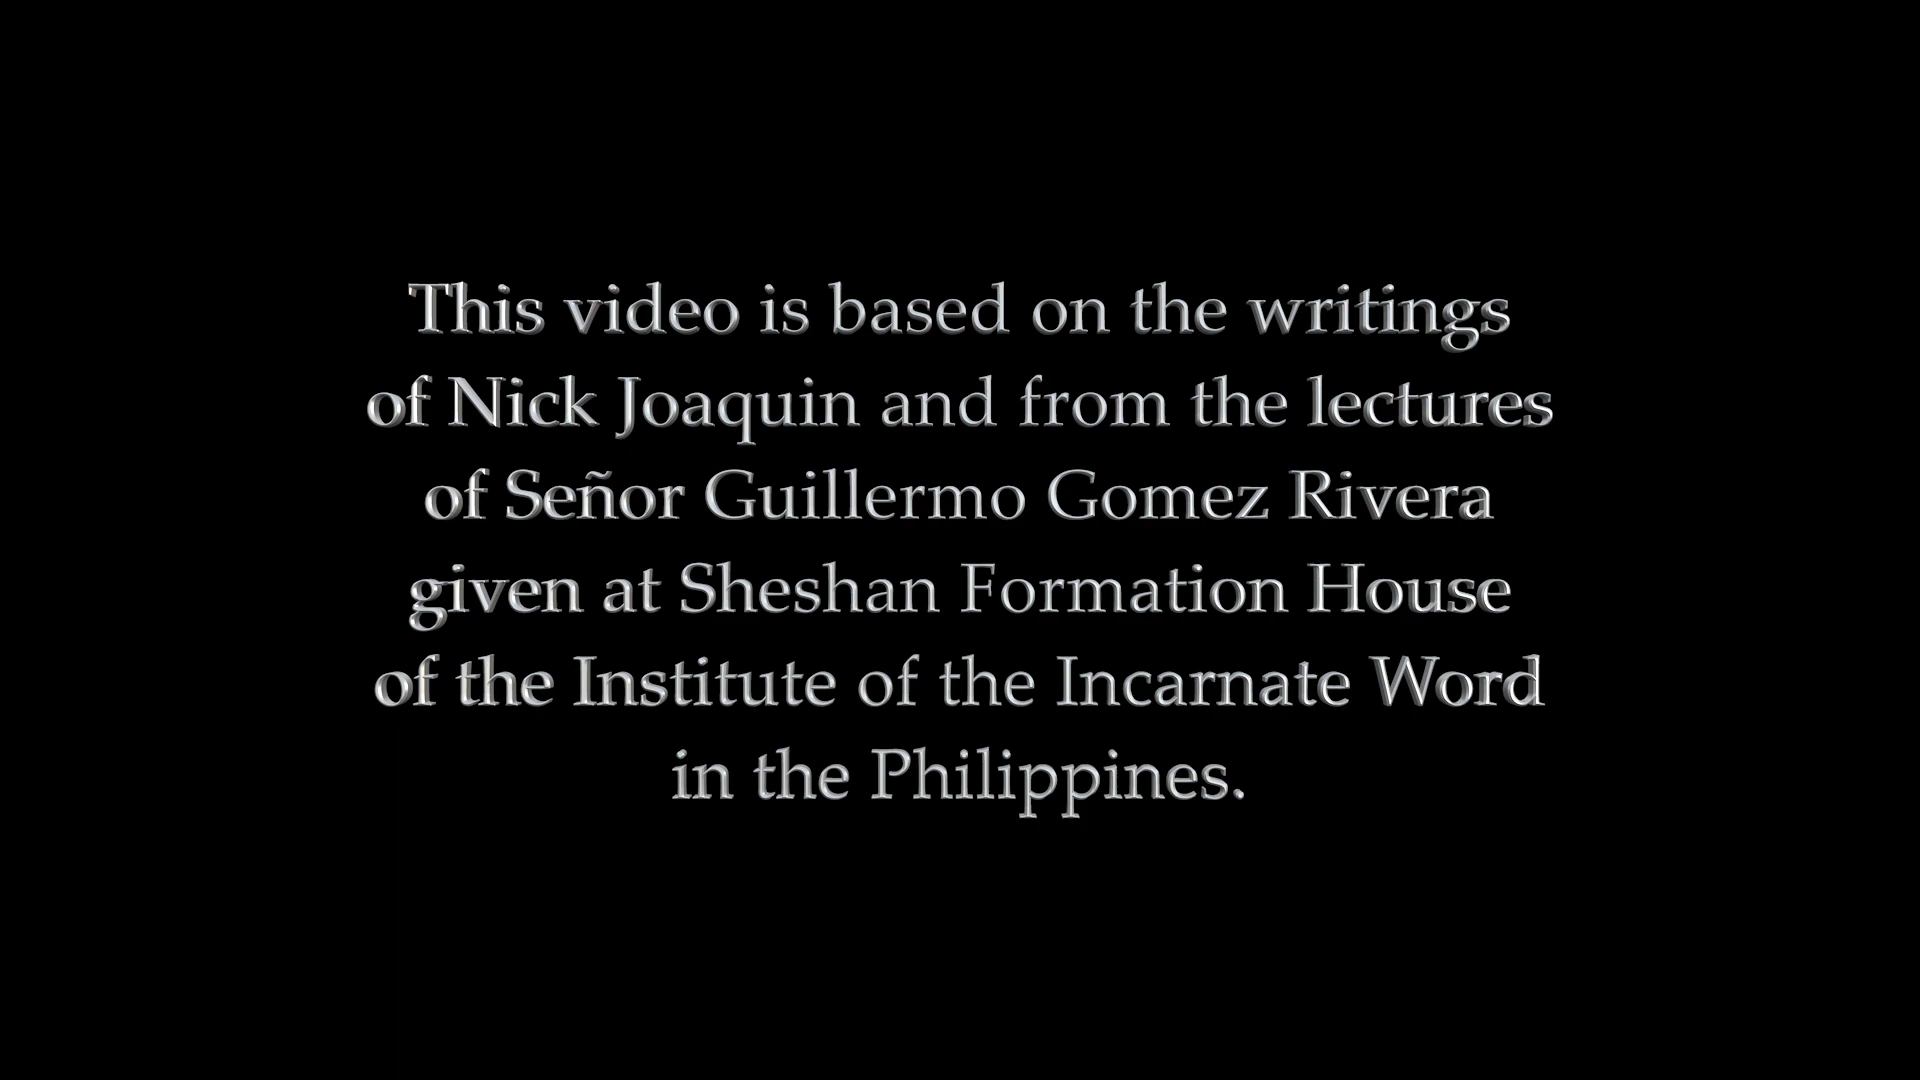 This video is based on the writings
of Nick Joaquin and from the lectures
of Señor Guillermo Gomez Rivera
given at Sheshan Formation House
of the Institute of the Incarnate Word
in the Philippines.